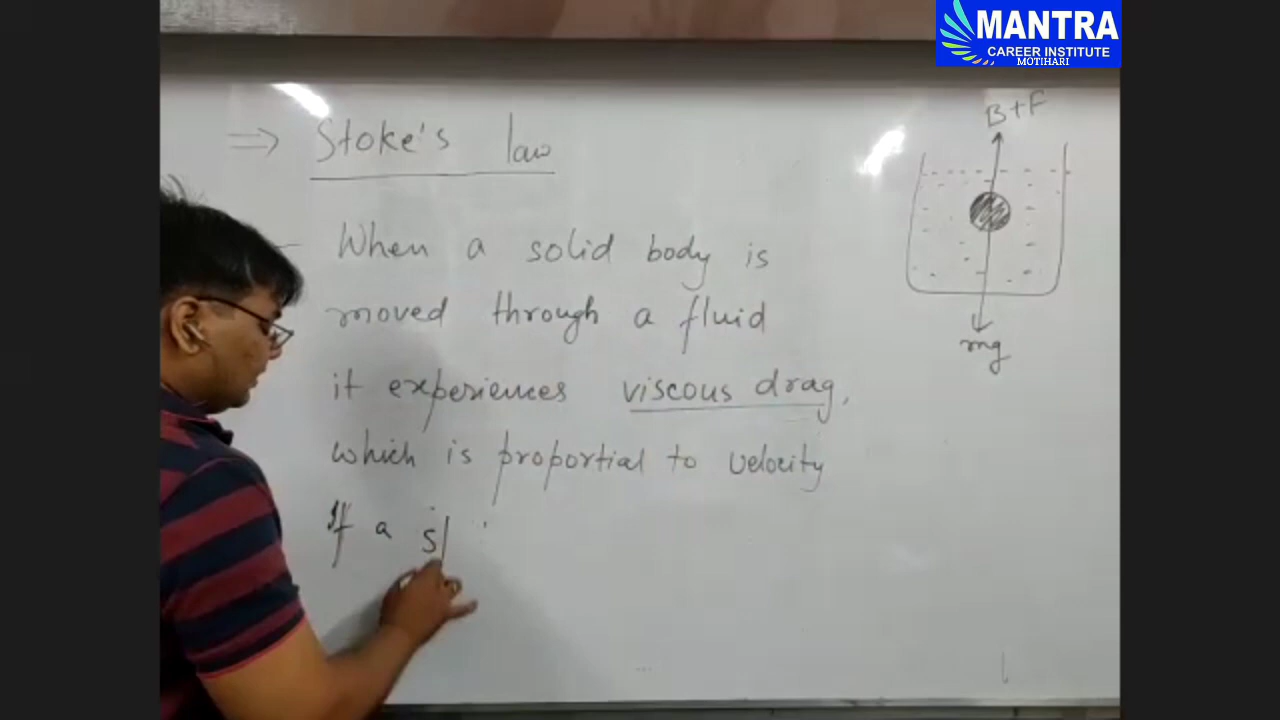 MANTRA
CAREER INSTITUTE
MOTIHARI
B+F
⇒ Stoke's law
When a solid body is
moved through a fluid
mg
it experiences viscous drag,
which is proportial to velocity
If a